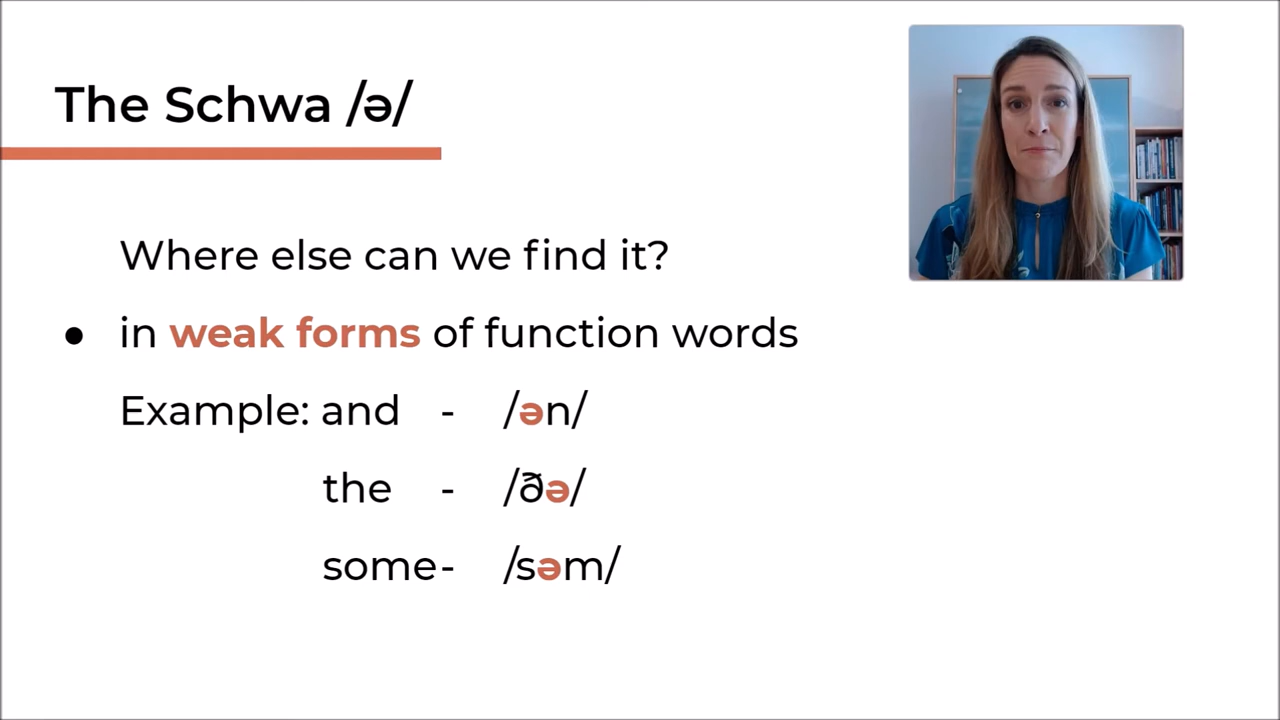 The Schwa /ə/
Where else can we find it?
● in weak forms of function words
Example: and - /ən/
the - /ðə/
some - /səm/